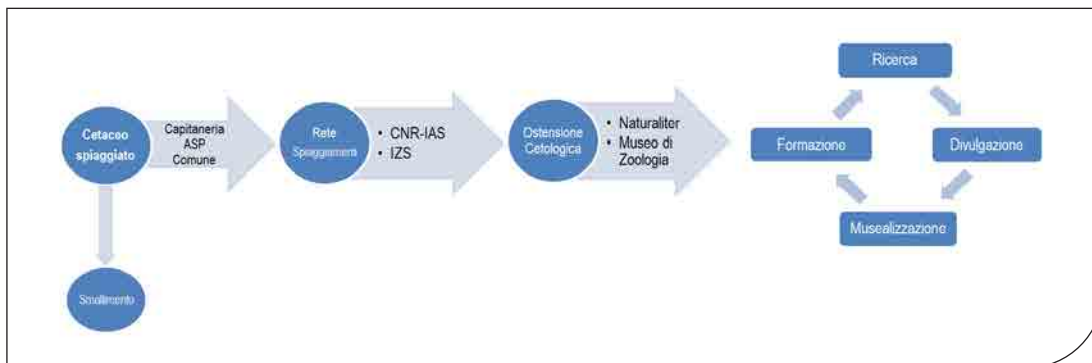 Cetaceo
spiaggiato
Capitaneria
ASP
Comune
Smaltimento
Rete
Spiaggiamenti
• CNR-IAS
• IZS
Ostensione
Cetologica
• Naturaliter
• Museo di
Zoologia
Ricerca
Divulgazione
Musealizzazione
Formazione